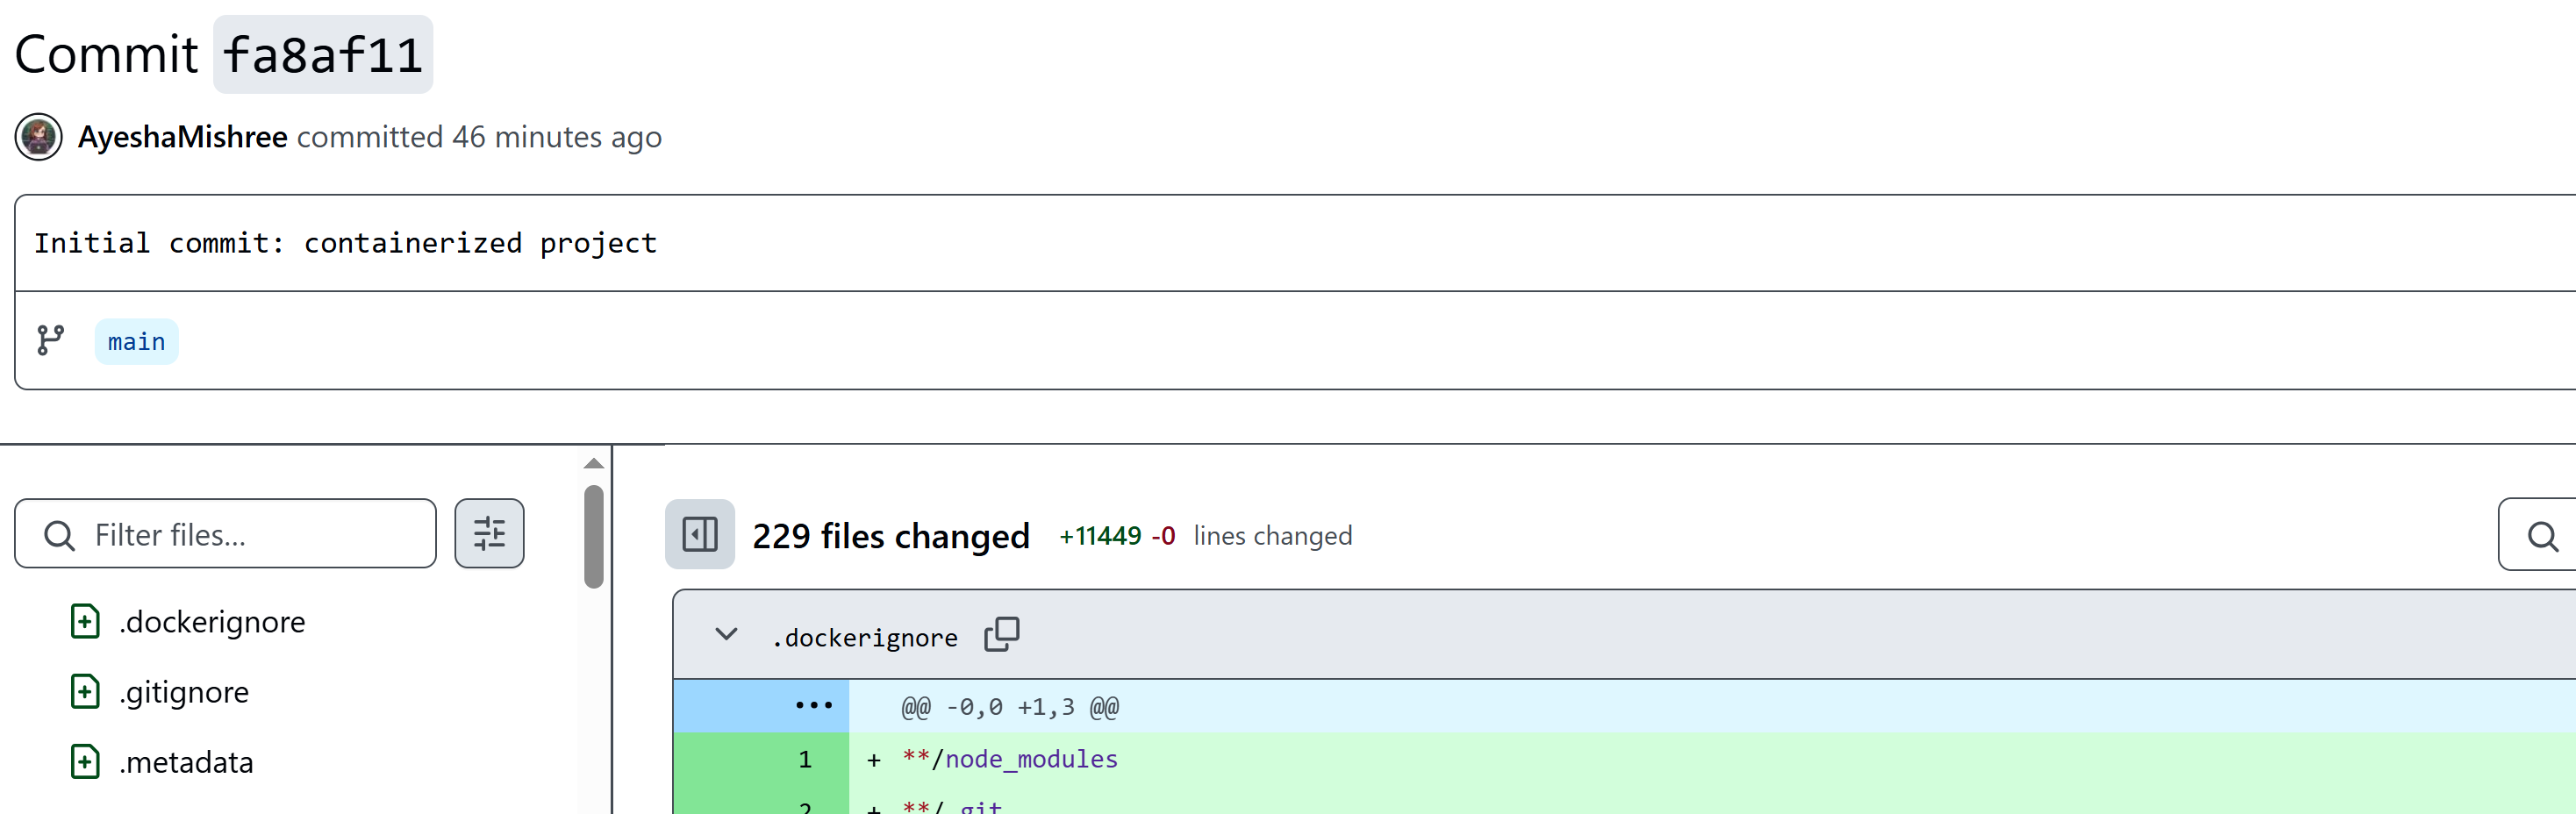 Commit fa8af11
AyeshaMishree committed 46 minutes ago
Initial commit: containerized project
main
Filter files...
.dockerignore
.gitignore
.metadata
229 files changed +11449 -0 lines changed
.dockerignore
@@ -0,0 +1,3 @@
1 + **/node_modules
2 + **/.git